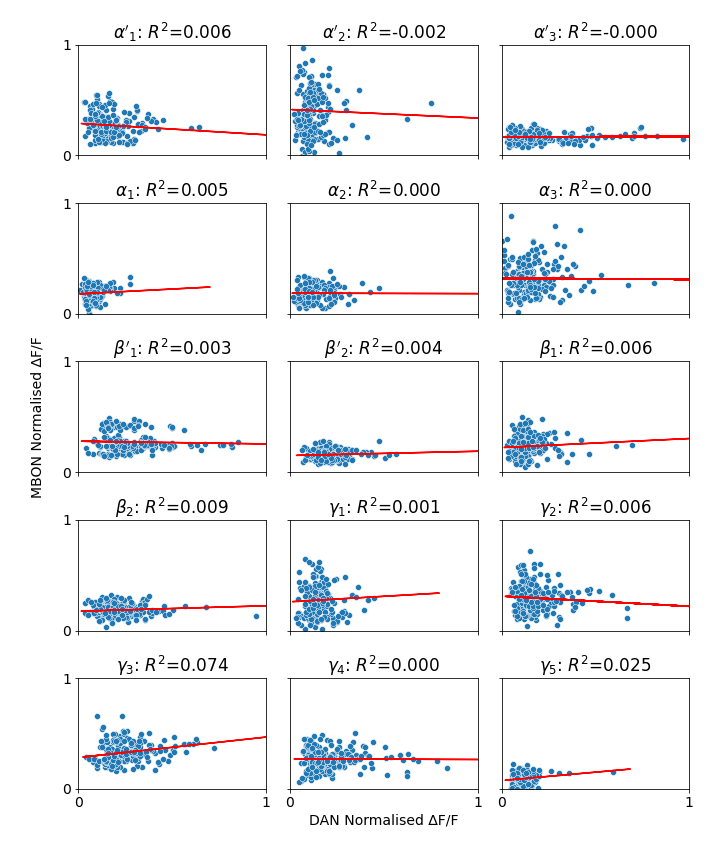 α′₁: R²=0.006
α′₂: R²=-0.002
α′₃: R²=-0.000
1
0
α₁: R²=0.005
α₂: R²=0.000
α₃: R²=0.000
1
0
MBON Normalised ΔF/F
β′₁: R²=0.003
β′₂: R²=0.004
β₁: R²=0.006
1
0
β₂: R²=0.009
γ₁: R²=0.001
γ₂: R²=0.006
1
0
γ₃: R²=0.074
γ₄: R²=0.000
γ₅: R²=0.025
1
0
0 1
0 1
0 1
DAN Normalised ΔF/F